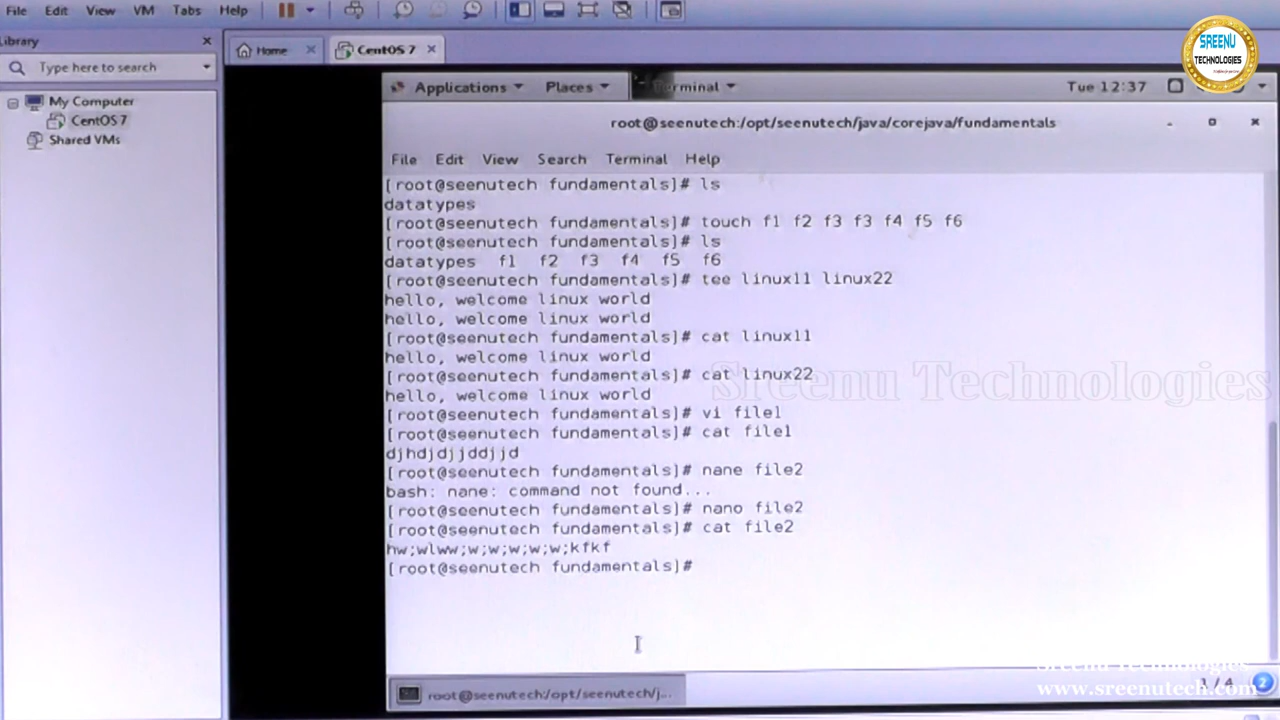 File Edit View VM Tabs Help
Library
Home
CentOS 7
SREENU
TECHNOLOGIES
Type here to search
My Computer
CentOS 7
Shared VMs
Applications Places Terminal Tue 12:37
root@seenutech:/opt/seenutech/java/corejava/fundamentals
File Edit View Search Terminal Help
[root@seenutech fundamentals]# ls
datatypes
[root@seenutech fundamentals]# touch f1 f2 f3 f3 f4 f5 f6
[root@seenutech fundamentals]# ls
datatypes f1 f2 f3 f4 f5 f6
[root@seenutech fundamentals]# tee linux11 linux22
hello, welcome linux world
hello, welcome linux world
[root@seenutech fundamentals]# cat linux11
hello, welcome linux world
[root@seenutech fundamentals]# cat linux22
hello, welcome linux world
[root@seenutech fundamentals]# vi file1
[root@seenutech fundamentals]# cat file1
djhdjdjjddjjd
[root@seenutech fundamentals]# nane file2
bash: nane: command not found...
[root@seenutech fundamentals]# nano file2
[root@seenutech fundamentals]# cat file2
hw;wlww;w;w;w;w;w;kfkf
[root@seenutech fundamentals]#
Sreenu Technologies
root@seenutech:/opt/seenutech/j...
Sreenu Technologies
1 / 4 2
www.sreenutech.com